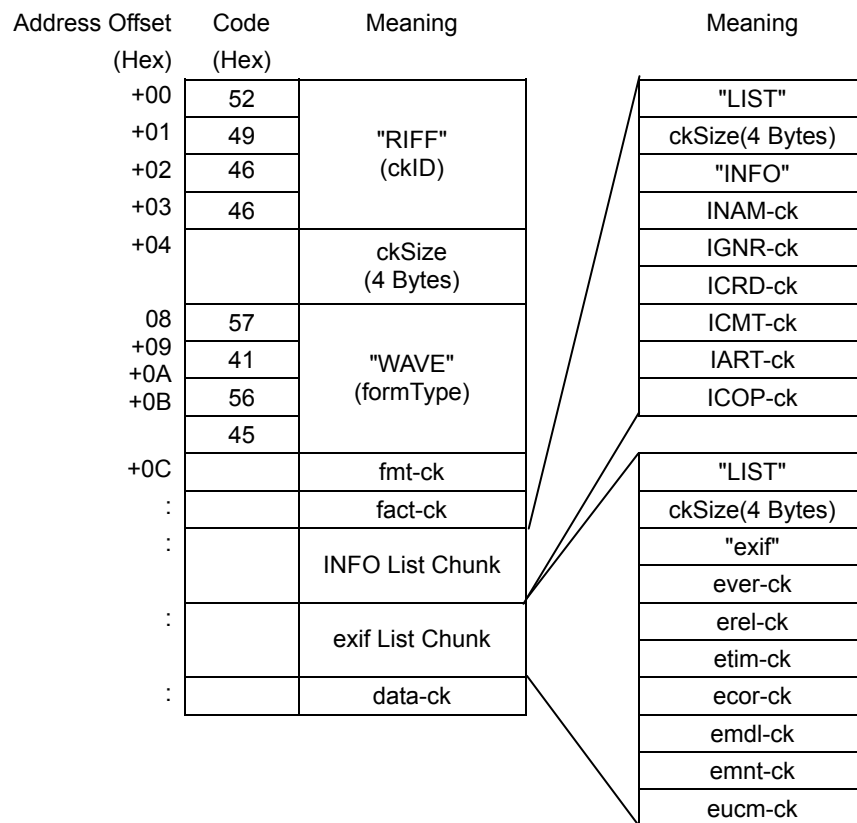 Address Offset Code Meaning Meaning
(Hex) (Hex)
+00 52 "RIFF" (ckID) "LIST"
+01 49 ckSize(4 Bytes)
+02 46 "INFO"
+03 46 INAM-ck
+04 ckSize (4 Bytes) IGNR-ck
ICRD-ck
08 57 "WAVE" (formType) ICMT-ck
+09 41 IART-ck
+0A 56 ICOP-ck
+0B 45
+0C fmt-ck "LIST"
: fact-ck ckSize(4 Bytes)
: INFO List Chunk "exif"
ever-ck
: exif List Chunk erel-ck
etim-ck
: data-ck ecor-ck
emdl-ck
emnt-ck
eucm-ck